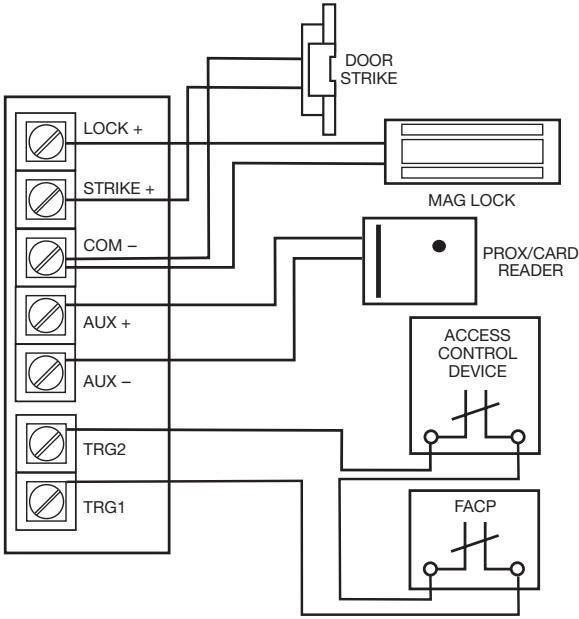 DOOR
STRIKE
LOCK +
STRIKE +
MAG LOCK
COM –
PROX/CARD
READER
AUX +
AUX –
ACCESS
CONTROL
DEVICE
TRG2
TRG1
FACP